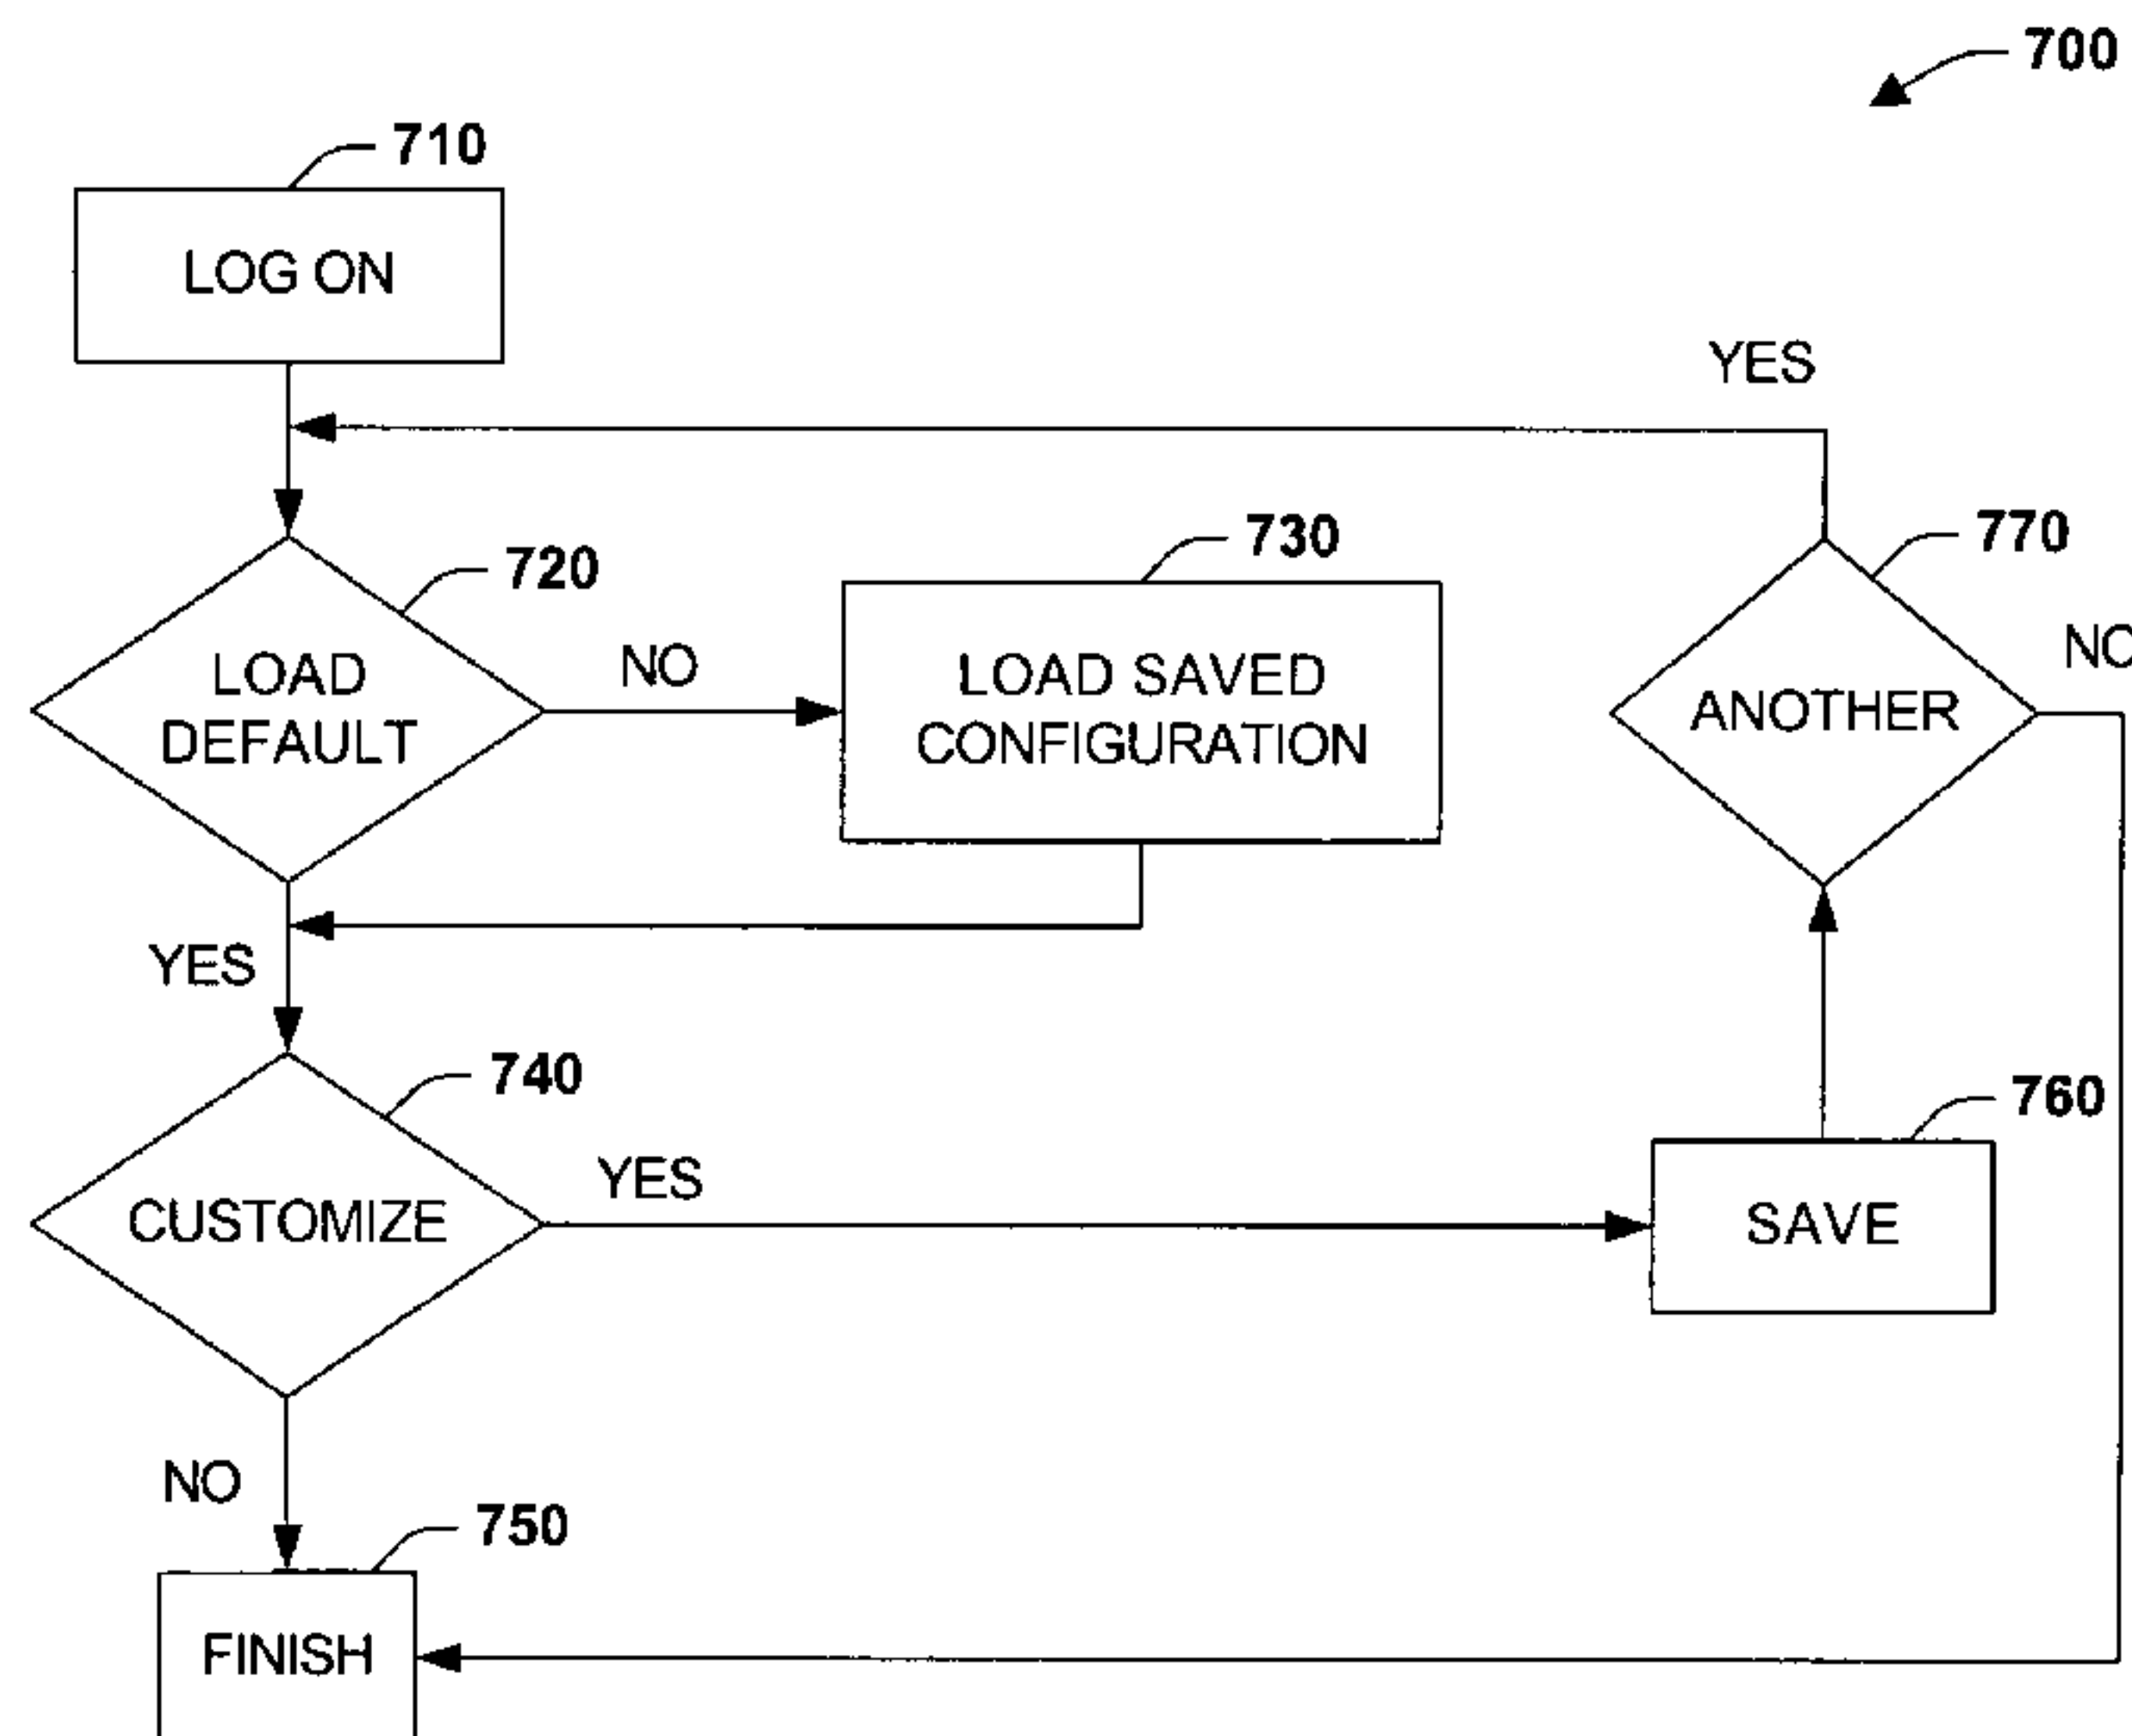 700
710
LOG ON
YES
720
LOAD
DEFAULT
NO
730
LOAD SAVED
CONFIGURATION
770
ANOTHER
NO
YES
740
CUSTOMIZE
YES
760
SAVE
NO
750
FINISH